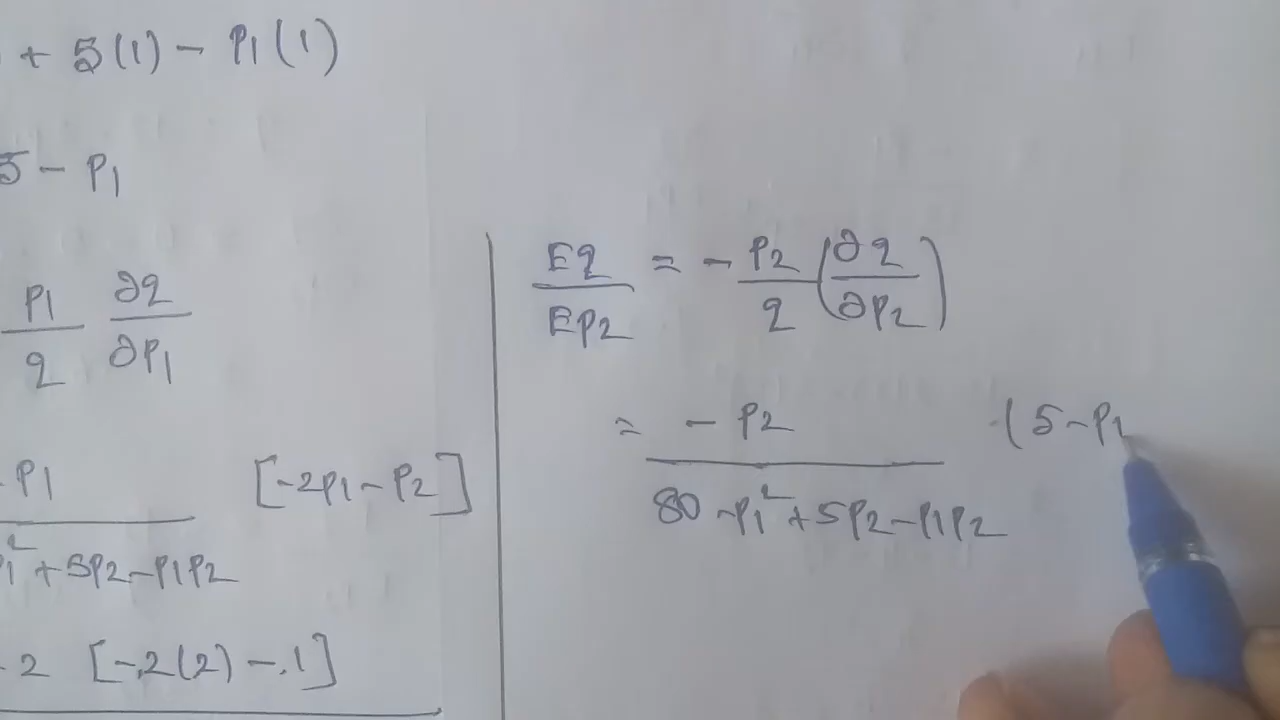 + 5(1) - P1(1)
5 - P1
P1 ∂q
q ∂P1
- P1 [-2P1 - P2]
P1² + 5P2 - P1P2
- 2 [-2(2) - 1]
Eq = - P2 (∂q
EP2 q ∂P2)
= - P2 (5 - P1
80 - P1² + 5P2 - P1P2